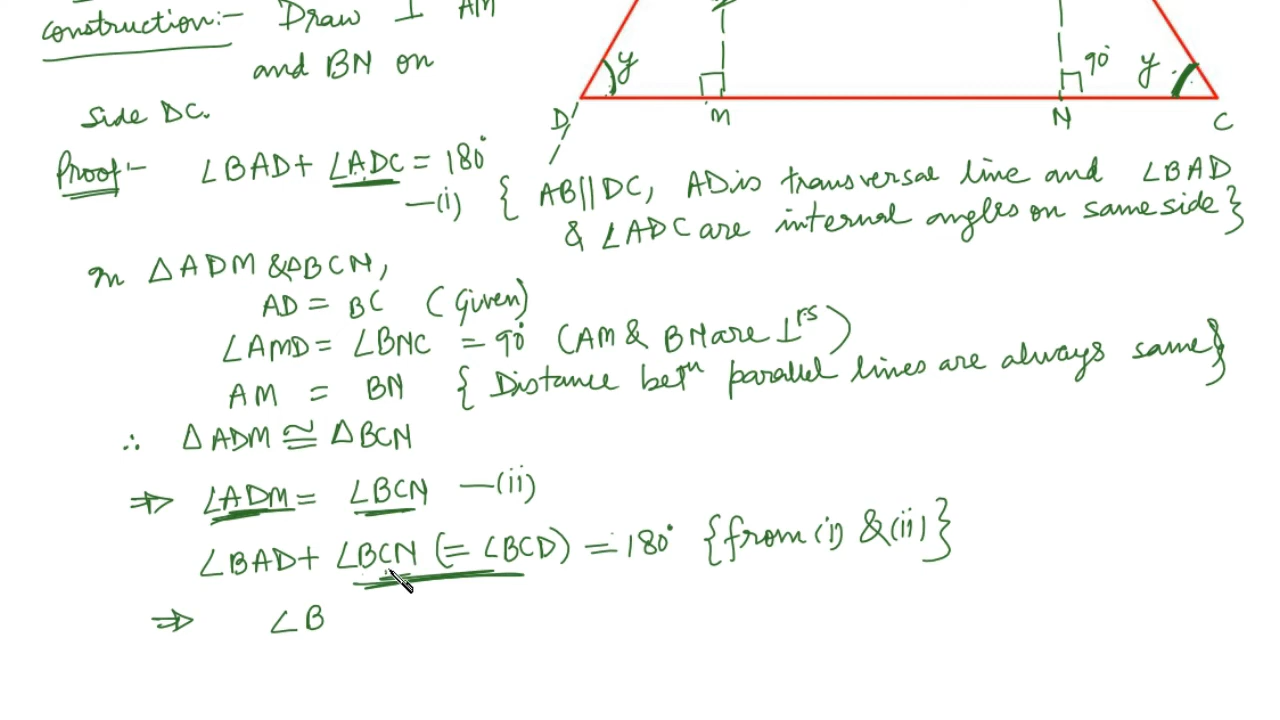 Construction:- Draw ⊥ AM
and BN on
side DC.
y
90°
y
D
M
N
C
Proof:- ∠BAD + ∠ADC = 180°
—(i) { AB||DC, AD is transversal line and ∠BAD
& ∠ADC are internal angles on same side }
In △ADM & △BCN,
AD = BC (Given)
∠AMD = ∠BNC = 90° (AM & BN are ⊥rs)
AM = BN { Distance betn parallel lines are always same }
∴ △ADM ≅ △BCN
⇒ ∠ADM = ∠BCN —(ii)
∠BAD + ∠BCN (= ∠BCD) = 180° {from (i) & (ii)}
⇒ ∠B